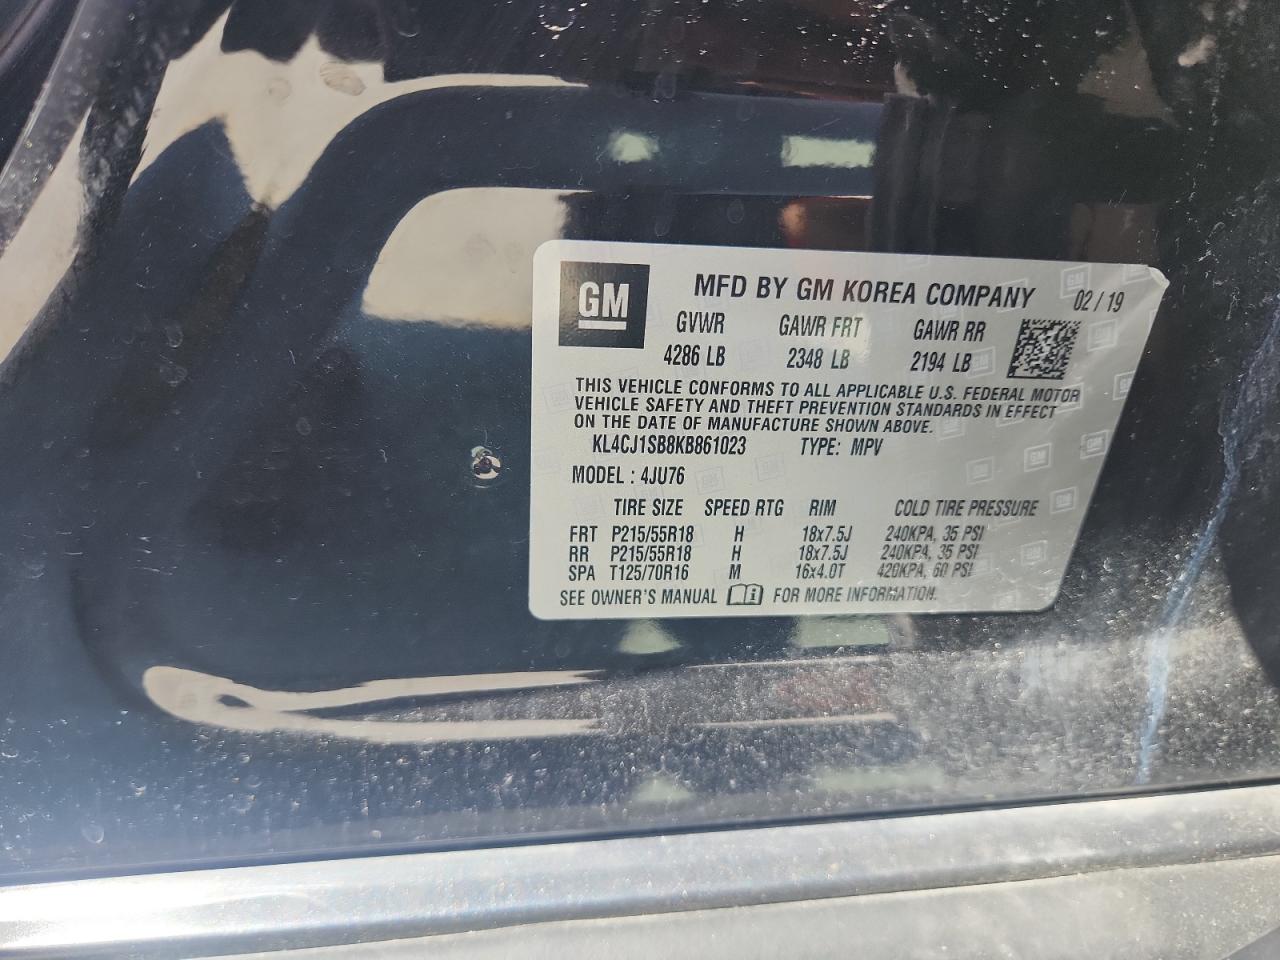 GM
MFD BY GM KOREA COMPANY 02/19
GVWR GAWR FRT GAWR RR
4286 LB 2348 LB 2194 LB
THIS VEHICLE CONFORMS TO ALL APPLICABLE U.S. FEDERAL MOTOR
VEHICLE SAFETY AND THEFT PREVENTION STANDARDS IN EFFECT
ON THE DATE OF MANUFACTURE SHOWN ABOVE.
KL4CJ1SB8KB861023 TYPE: MPV
MODEL : 4JU76
TIRE SIZE SPEED RTG RIM COLD TIRE PRESSURE
FRT P215/55R18 H 18x7.5J 240KPA, 35 PSI
RR P215/55R18 H 18x7.5J 240KPA, 35 PSI
SPA T125/70R16 M 16x4.0T 420KPA, 60 PSI
SEE OWNER'S MANUAL FOR MORE INFORMATION.